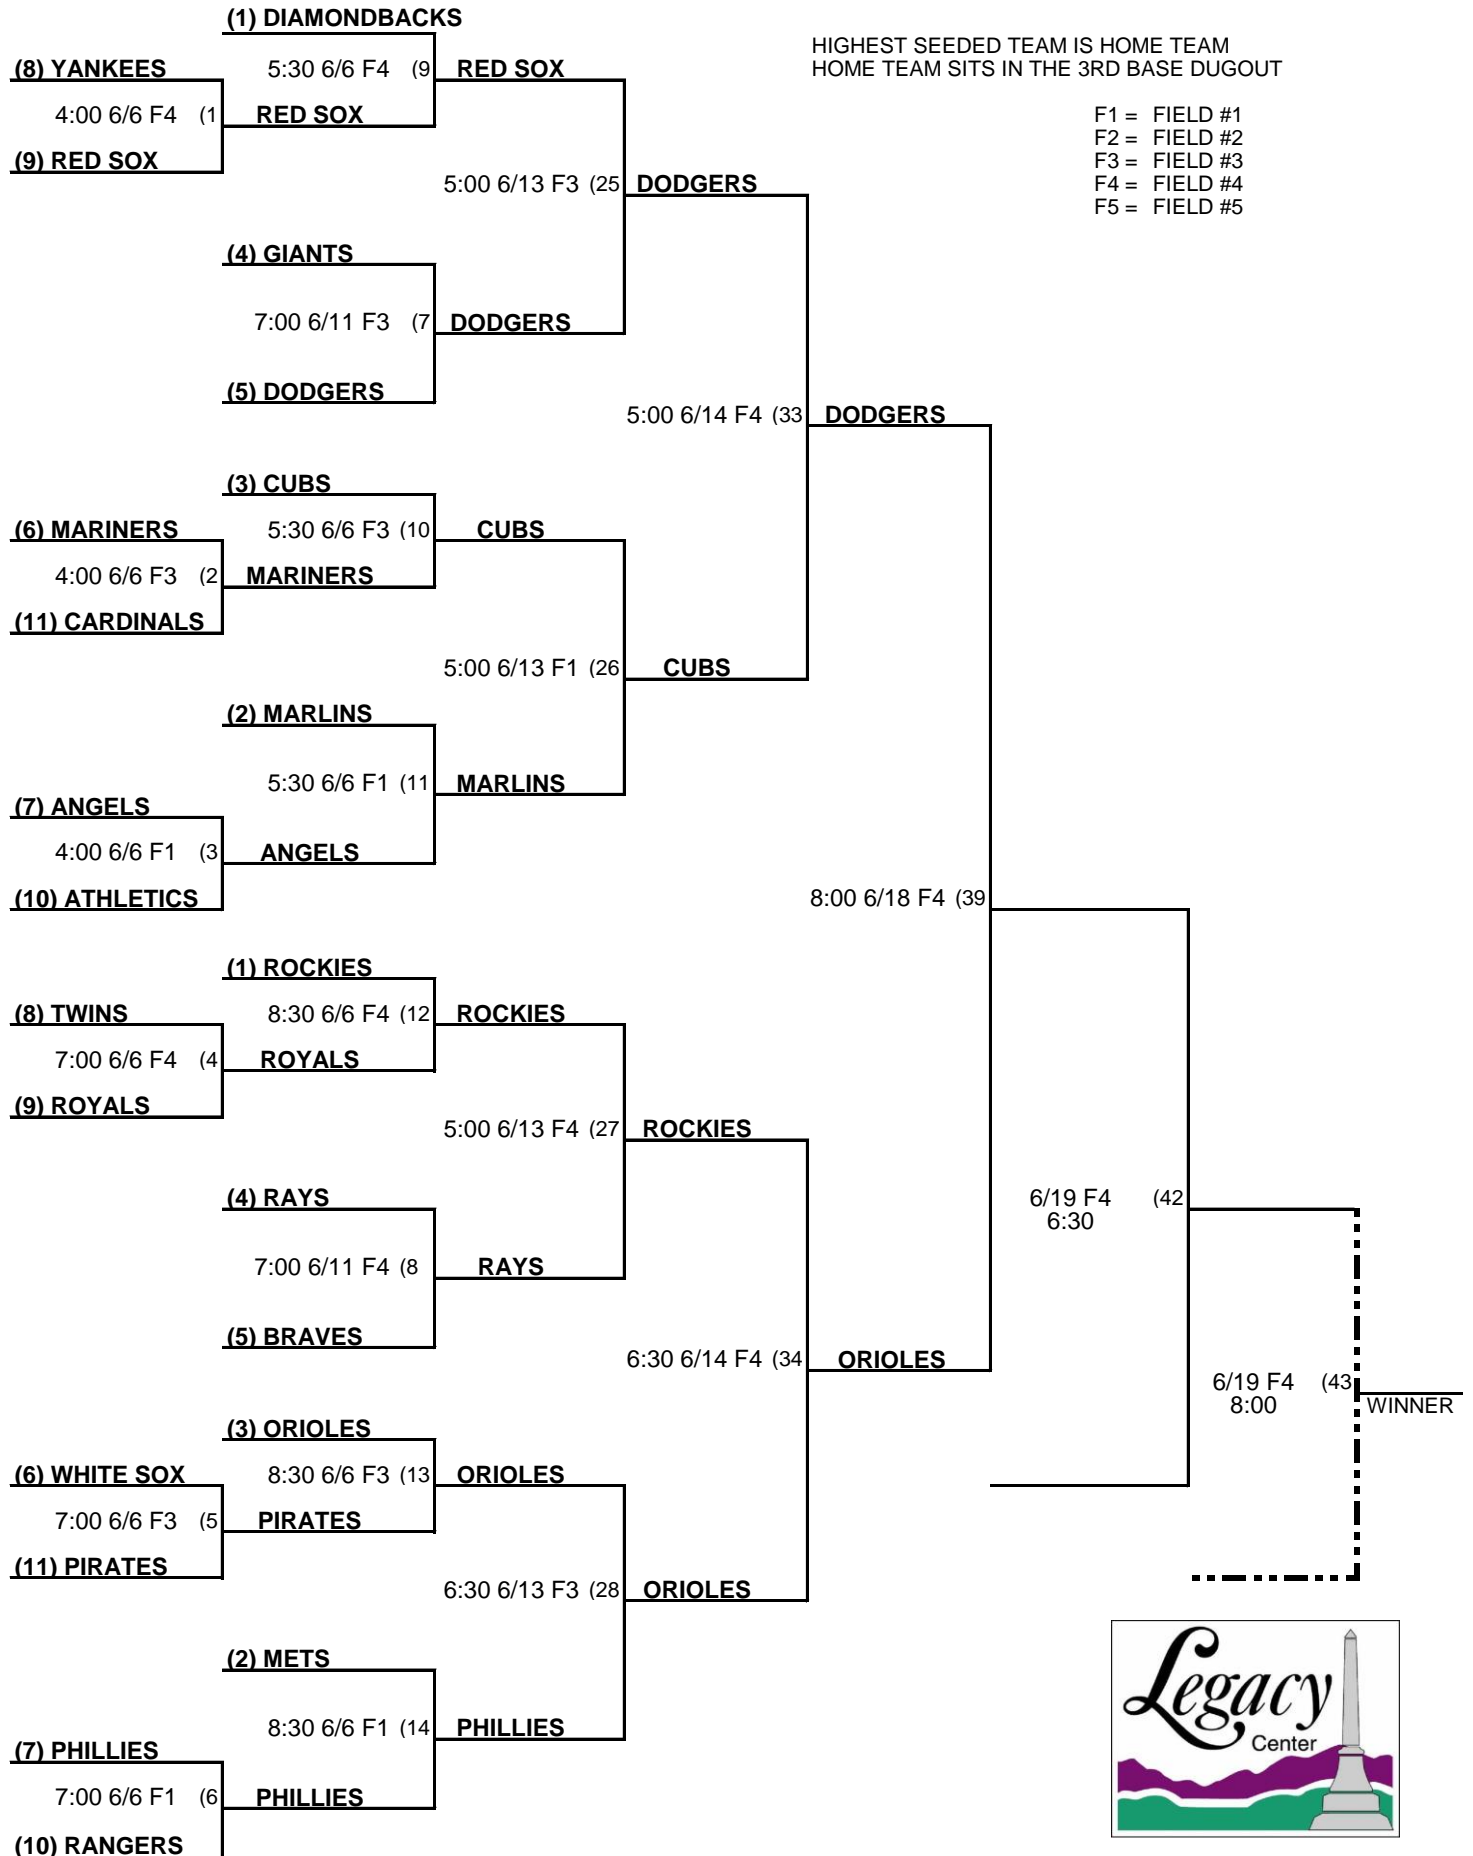 (1) DIAMONDBACKS
HIGHEST SEEDED TEAM IS HOME TEAM
(8) YANKEES
5:30 6/6 F4 (9
RED SOX
HOME TEAM SITS IN THE 3RD BASE DUGOUT
4:00 6/6 F4 (1
RED SOX
F1 = FIELD #1
F2 = FIELD #2
(9) RED SOX
F3 = FIELD #3
5:00 6/13 F3 (25
DODGERS
F4 = FIELD #4
F5 = FIELD #5
(4) GIANTS
7:00 6/11 F3 (7
DODGERS
(5) DODGERS
5:00 6/14 F4 (33
DODGERS
(3) CUBS
(6) MARINERS
5:30 6/6 F3 (10
CUBS
4:00 6/6 F3 (2
MARINERS
(11) CARDINALS
5:00 6/13 F1 (26
CUBS
(2) MARLINS
5:30 6/6 F1 (11
MARLINS
(7) ANGELS
4:00 6/6 F1 (3
ANGELS
(10) ATHLETICS
8:00 6/18 F4 (39
(1) ROCKIES
(8) TWINS
8:30 6/6 F4 (12
ROCKIES
7:00 6/6 F4 (4
ROYALS
(9) ROYALS
5:00 6/13 F4 (27
ROCKIES
(4) RAYS
6/19 F4 (42
6:30
7:00 6/11 F4 (8
RAYS
(5) BRAVES
6:30 6/14 F4 (34
ORIOLES
6/19 F4 (43
8:00
WINNER
(3) ORIOLES
(6) WHITE SOX
8:30 6/6 F3 (13
ORIOLES
7:00 6/6 F3 (5
PIRATES
(11) PIRATES
6:30 6/13 F3 (28
ORIOLES
(2) METS
8:30 6/6 F1 (14
PHILLIES
(7) PHILLIES
7:00 6/6 F1 (6
PHILLIES
(10) RANGERS
Legacy
Center